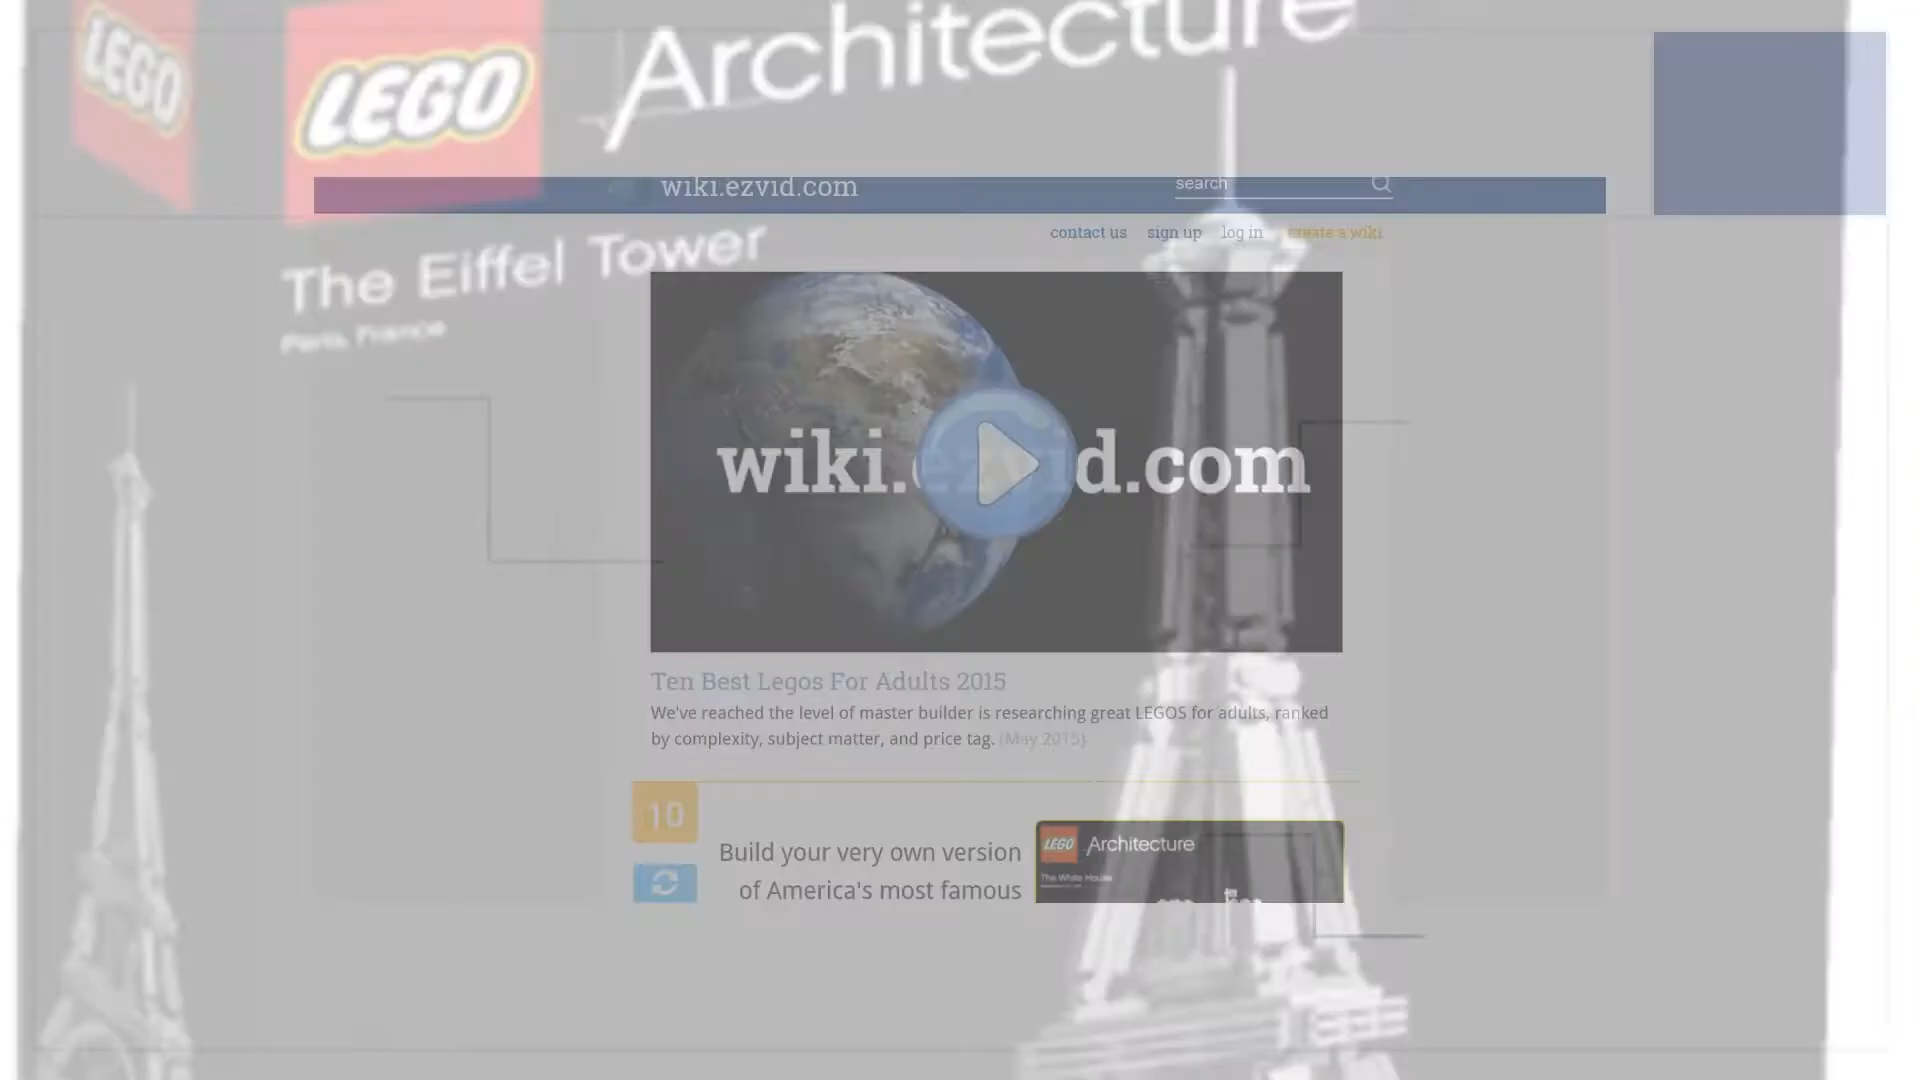 LEGO
LEGO
Architecture
wiki.ezvid.com
search
contact us sign up log in create a wiki
The Eiffel Tower
Paris, France
wiki.ezvid.com
Ten Best Legos For Adults 2015
We've reached the level of master builder is researching great LEGOS for adults, ranked
by complexity, subject matter, and price tag. (May 2015)
10
Build your very own version
of America's most famous
LEGO Architecture
The White House